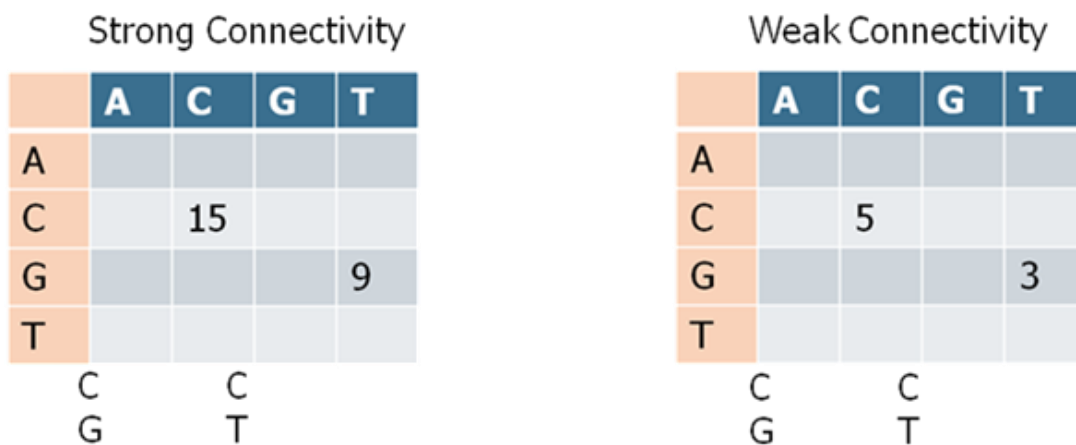 Strong Connectivity
A C G T
A
C 15
G 9
T
C C
G T
Weak Connectivity
A C G T
A
C 5
G 3
T
C C
G T